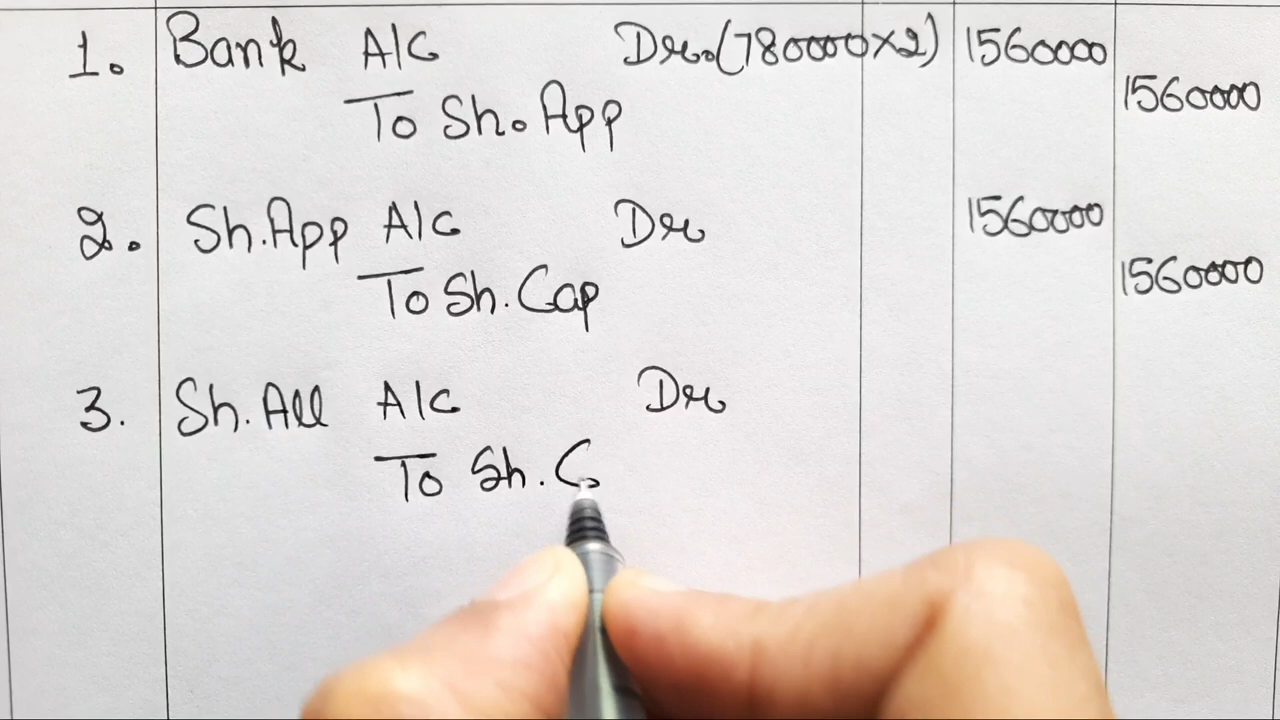 1. Bank A/C Dr.(780000×2) 1560000
To Sh.App 1560000
2. Sh.App A/C Dr 1560000
To Sh.Cap 1560000
3. Sh.All A/C Dr
To Sh.C